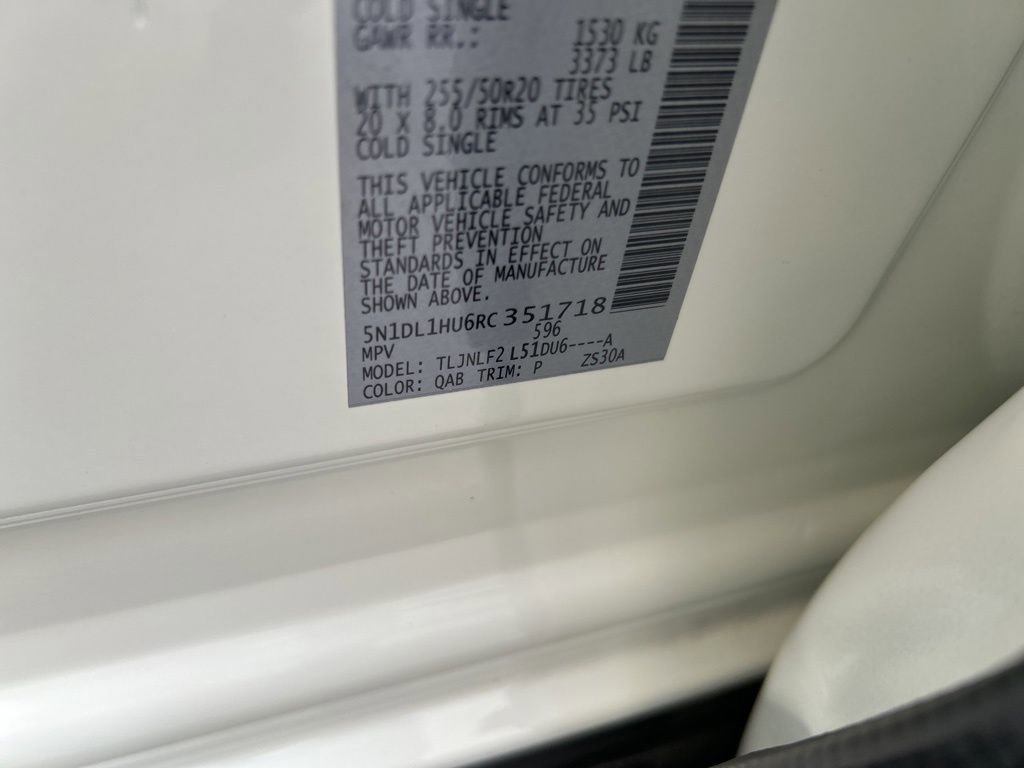 COLD SINGLE
GAWR RR.: 1530 KG
3373 LB
WITH 255/50R20 TIRES
20 X 8.0 RIMS AT 35 PSI
COLD SINGLE
THIS VEHICLE CONFORMS TO
ALL APPLICABLE FEDERAL
MOTOR VEHICLE SAFETY AND
THEFT PREVENTION
STANDARDS IN EFFECT ON
THE DATE OF MANUFACTURE
SHOWN ABOVE.
5N1DL1HU6RC351718
MPV 596
MODEL: TLJNLF2 L51DU6----A
COLOR: QAB TRIM: P ZS30A